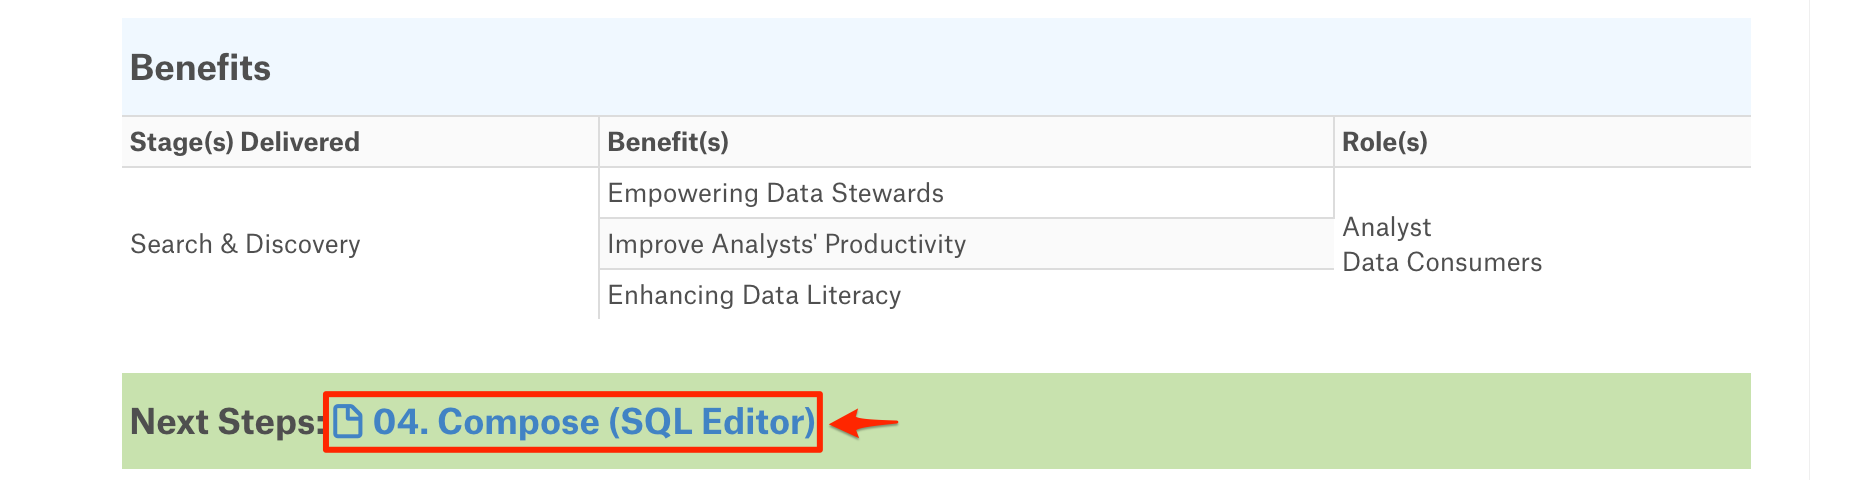 Benefits
Stage(s) Delivered Benefit(s) Role(s)
Empowering Data Stewards
Search & Discovery Improve Analysts' Productivity
Enhancing Data Literacy
Analyst
Data Consumers
Next Steps: 04. Compose (SQL Editor)